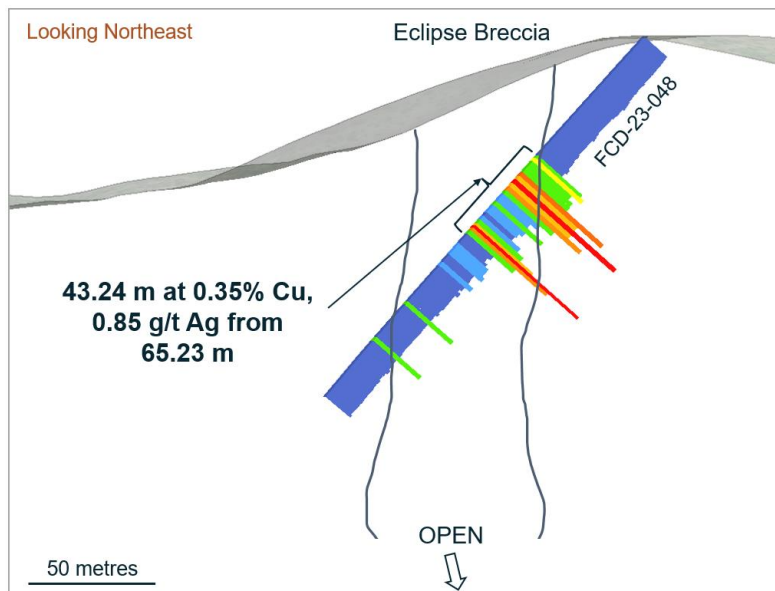 Looking Northeast
Eclipse Breccia
FCD-23-048
43.24 m at 0.35% Cu,
0.85 g/t Ag from
65.23 m
OPEN
50 metres